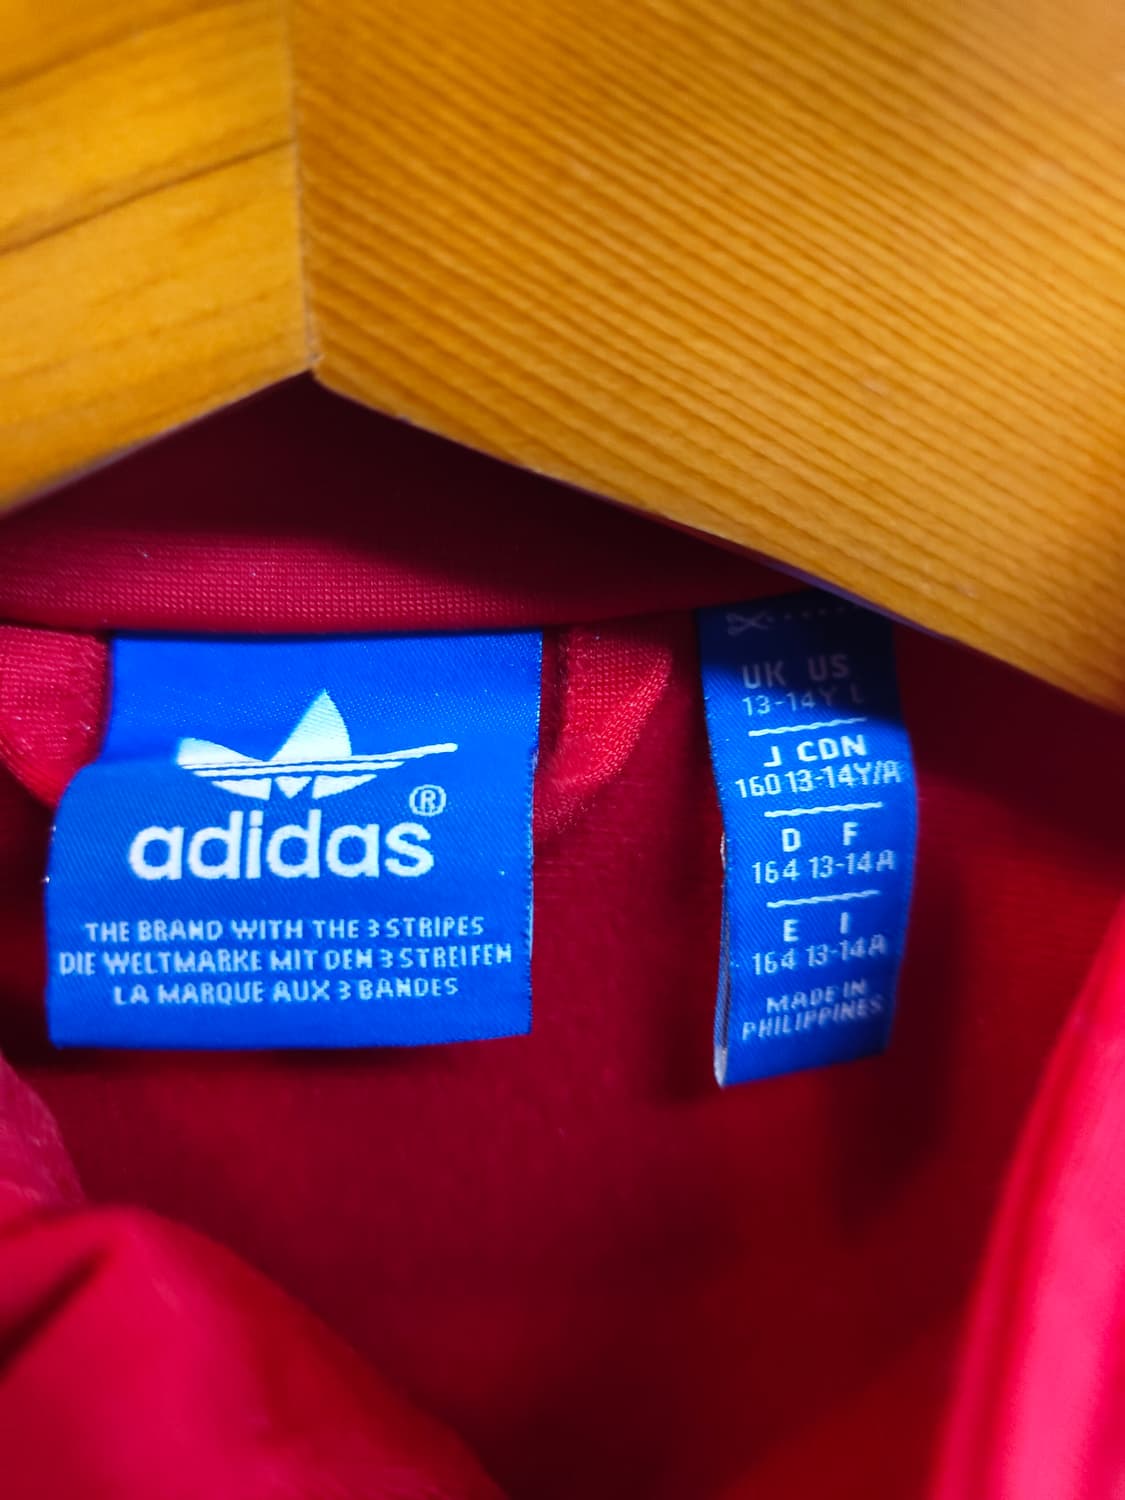 adidas®
THE BRAND WITH THE 3 STRIPES
DIE WELTMARKE MIT DEN 3 STREIFEN
LA MARQUE AUX 3 BANDES
UK US
13-14Y L
J CDN
160 13-14Y/A
D F
164 13-14A
E I
164 13-14A
MADE IN
PHILIPPINES